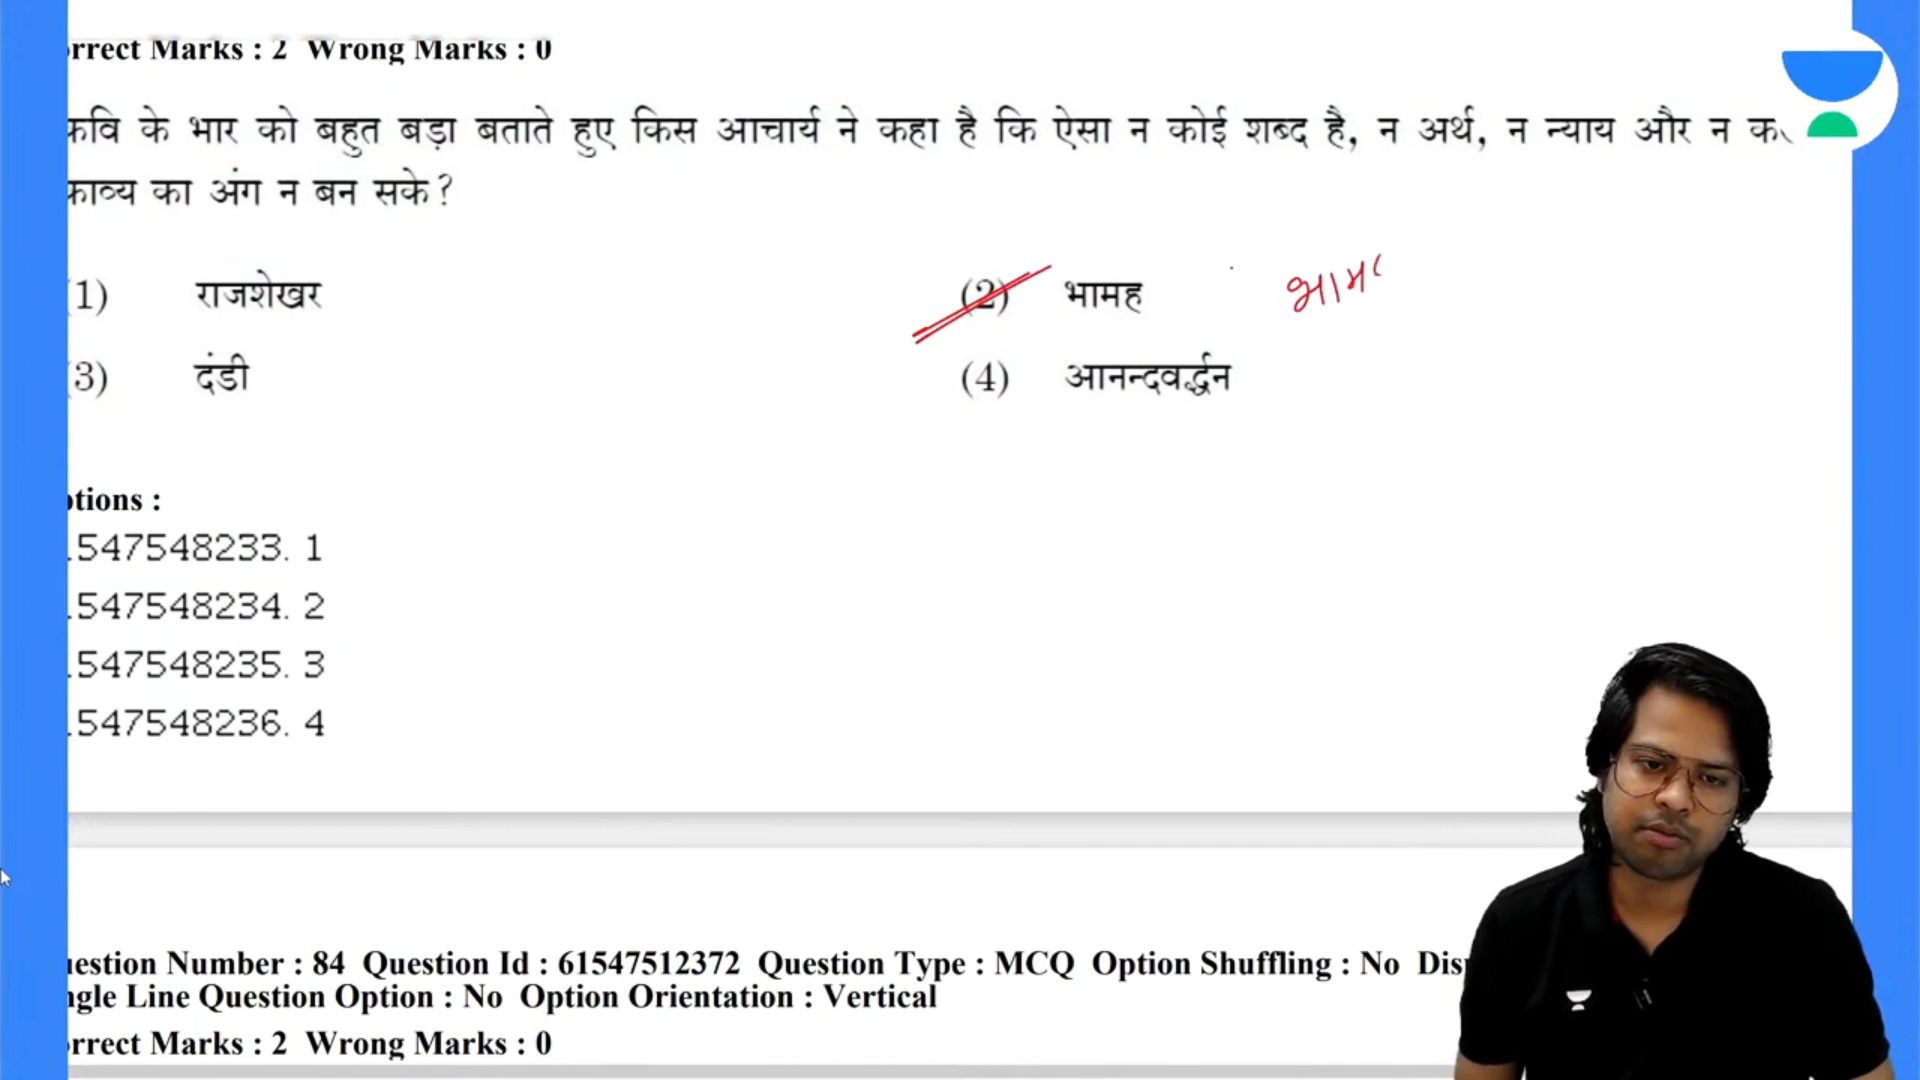 orrect Marks : 2 Wrong Marks : 0
कवि के भार को बहुत बड़ा बताते हुए किस आचार्य ने कहा है कि ऐसा न कोई शब्द है, न अर्थ, न न्याय और न
काव्य का अंग न बन सके?
(1) राजशेखर (2) भामह
(3) दंडी (4) आनन्दवर्द्धन
otions :
.547548233. 1
.547548234. 2
.547548235. 3
.547548236. 4
uestion Number : 84 Question Id : 61547512372 Question Type : MCQ Option Shuffling : No Dis
ngle Line Question Option : No Option Orientation : Vertical
orrect Marks : 2 Wrong Marks : 0